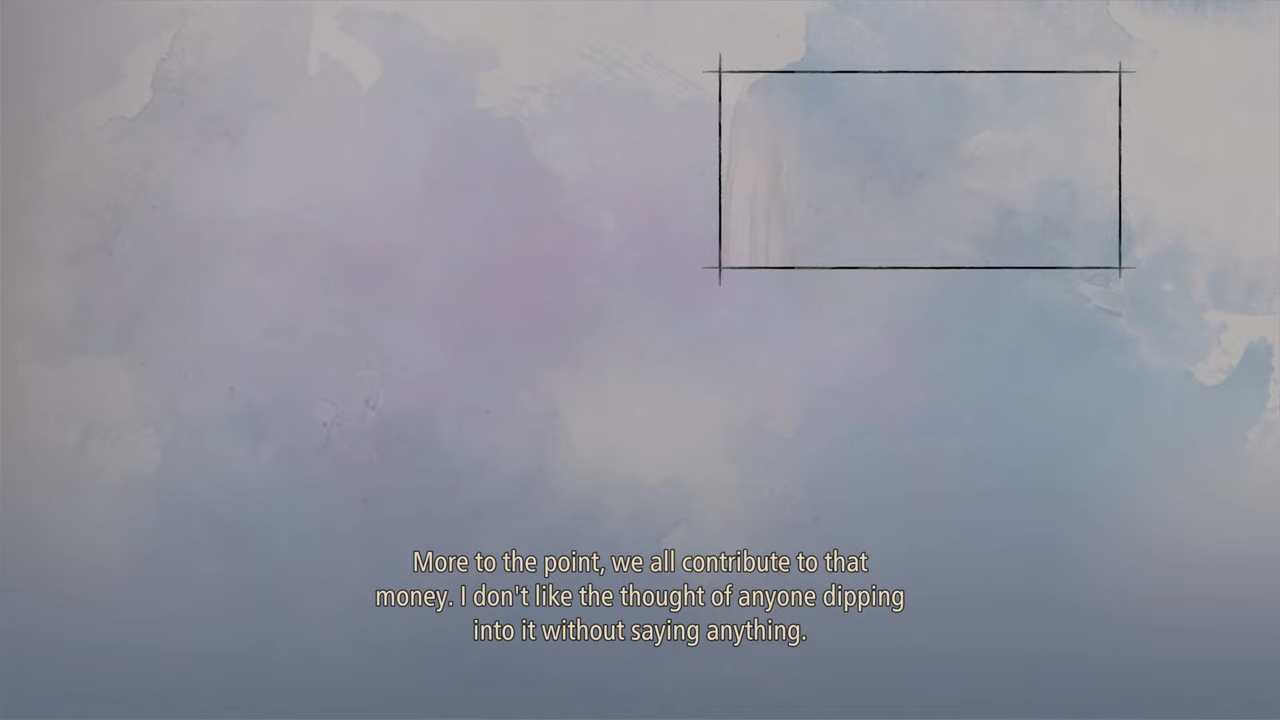 More to the point, we all contribute to that
money. I don't like the thought of anyone dipping
into it without saying anything.